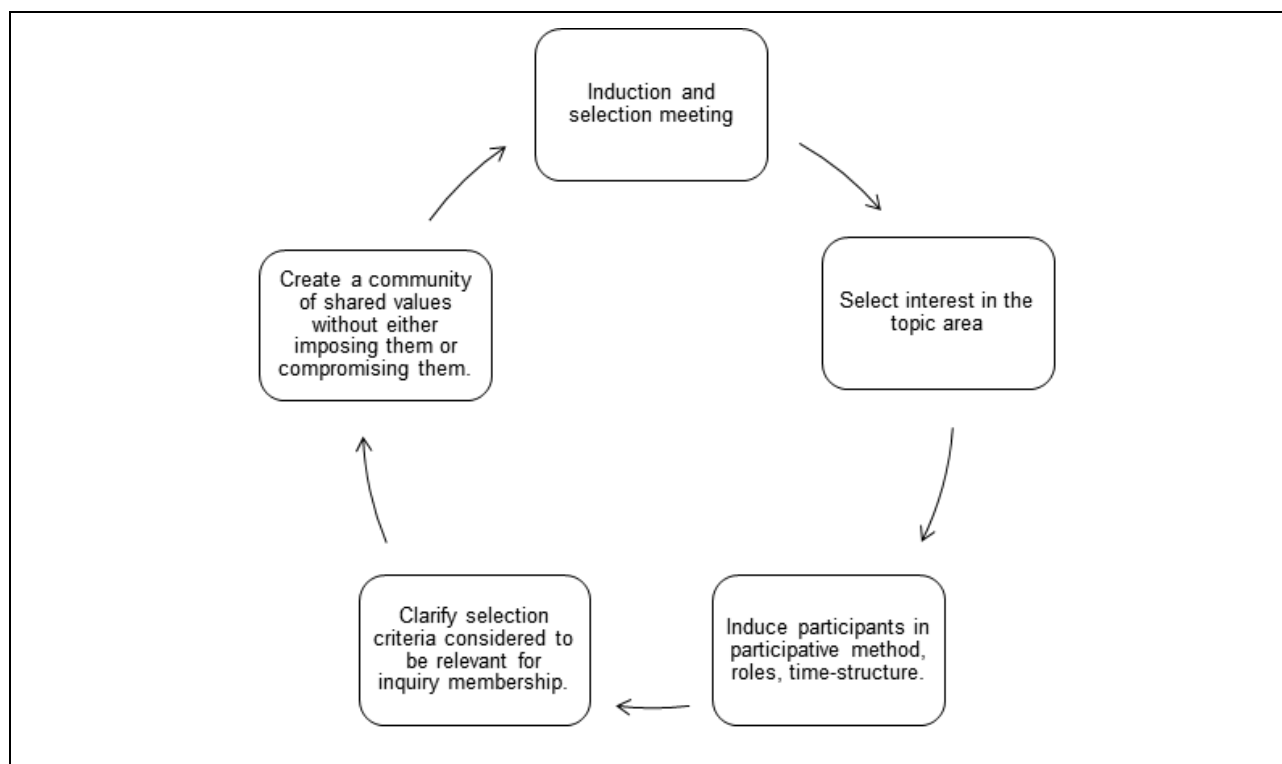 Induction and
selection meeting
Select interest in the
topic area
Induce participants in
participative method,
roles, time-structure.
Clarify selection
criteria considered to
be relevant for
inquiry membership.
Create a community
of shared values
without either
imposing them or
compromising them.